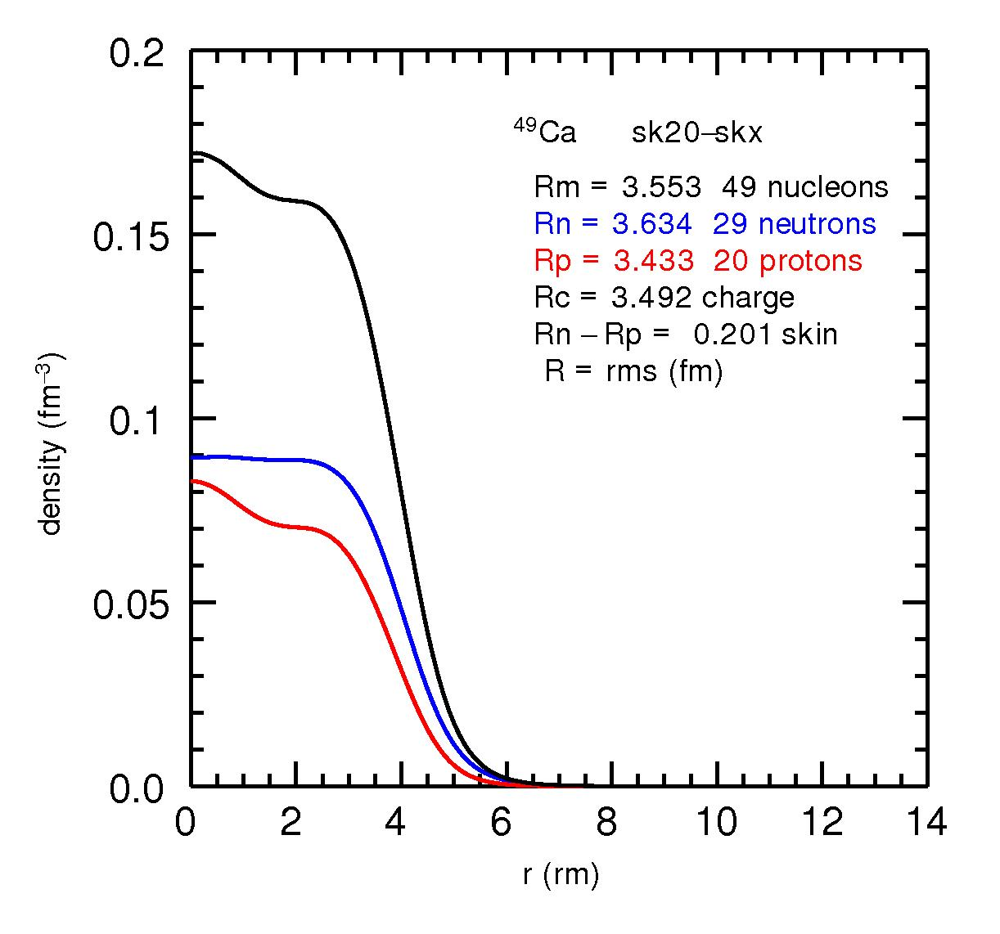 0.2
0.15
0.1
0.05
0.0
density (fm⁻³)
⁴⁹Ca sk20–skx
Rm = 3.553 49 nucleons
Rn = 3.634 29 neutrons
Rp = 3.433 20 protons
Rc = 3.492 charge
Rn – Rp = 0.201 skin
R = rms (fm)
0 2 4 6 8 10 12 14
r (rm)